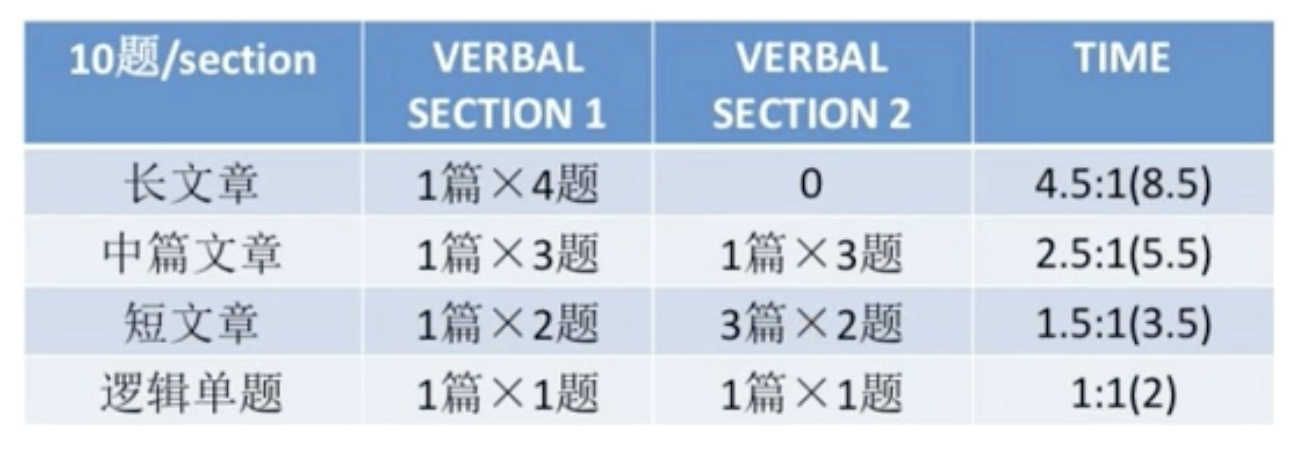 10题/section VERBAL SECTION 1 VERBAL SECTION 2 TIME
长文章 1篇×4题 0 4.5:1(8.5)
中篇文章 1篇×3题 1篇×3题 2.5:1(5.5)
短文章 1篇×2题 3篇×2题 1.5:1(3.5)
逻辑单题 1篇×1题 1篇×1题 1:1(2)